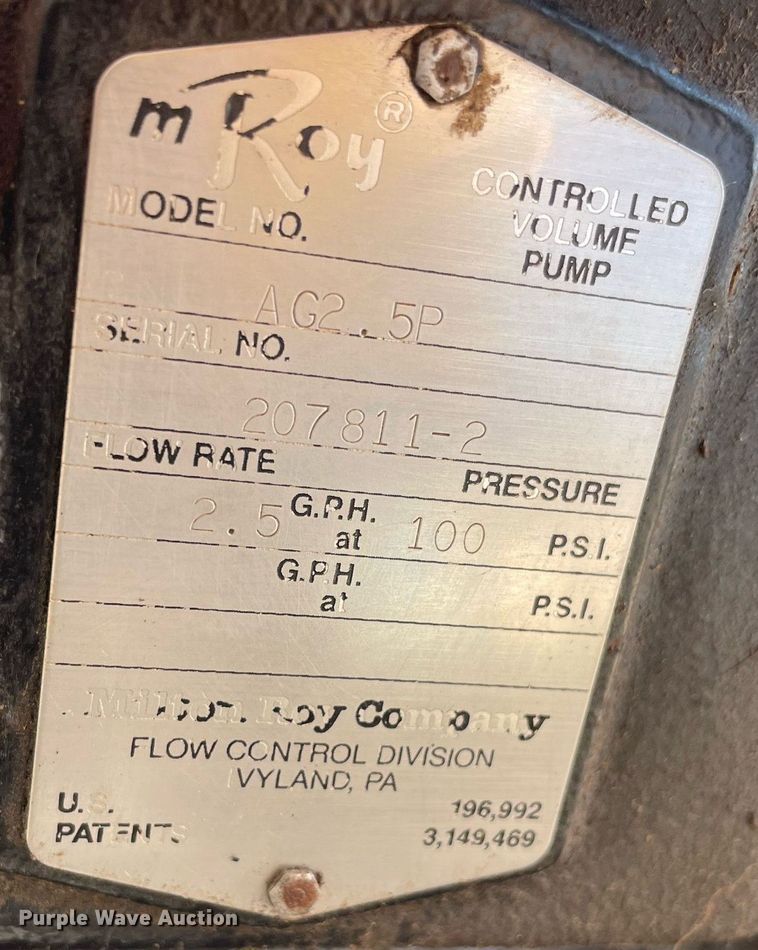 mRoy®
CONTROLLED
VOLUME
PUMP
MODEL NO.
AG2.5P
SERIAL NO.
207811-2
FLOW RATE
PRESSURE
2.5 G.P.H. at 100 P.S.I.
G.P.H. at P.S.I.
Milton Roy Company
FLOW CONTROL DIVISION
VYLAND, PA
U.S. 196,992
PATENTS 3,149,469
Purple Wave Auction